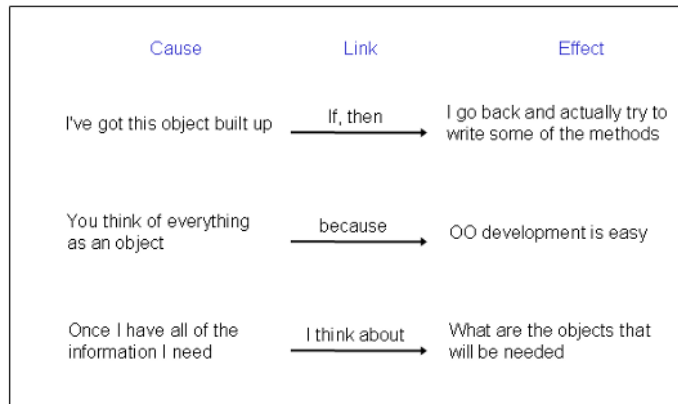 Cause Link Effect
I've got this object built up If, then I go back and actually try to
write some of the methods
You think of everything
as an object because OO development is easy
Once I have all of the
information I need I think about What are the objects that
will be needed